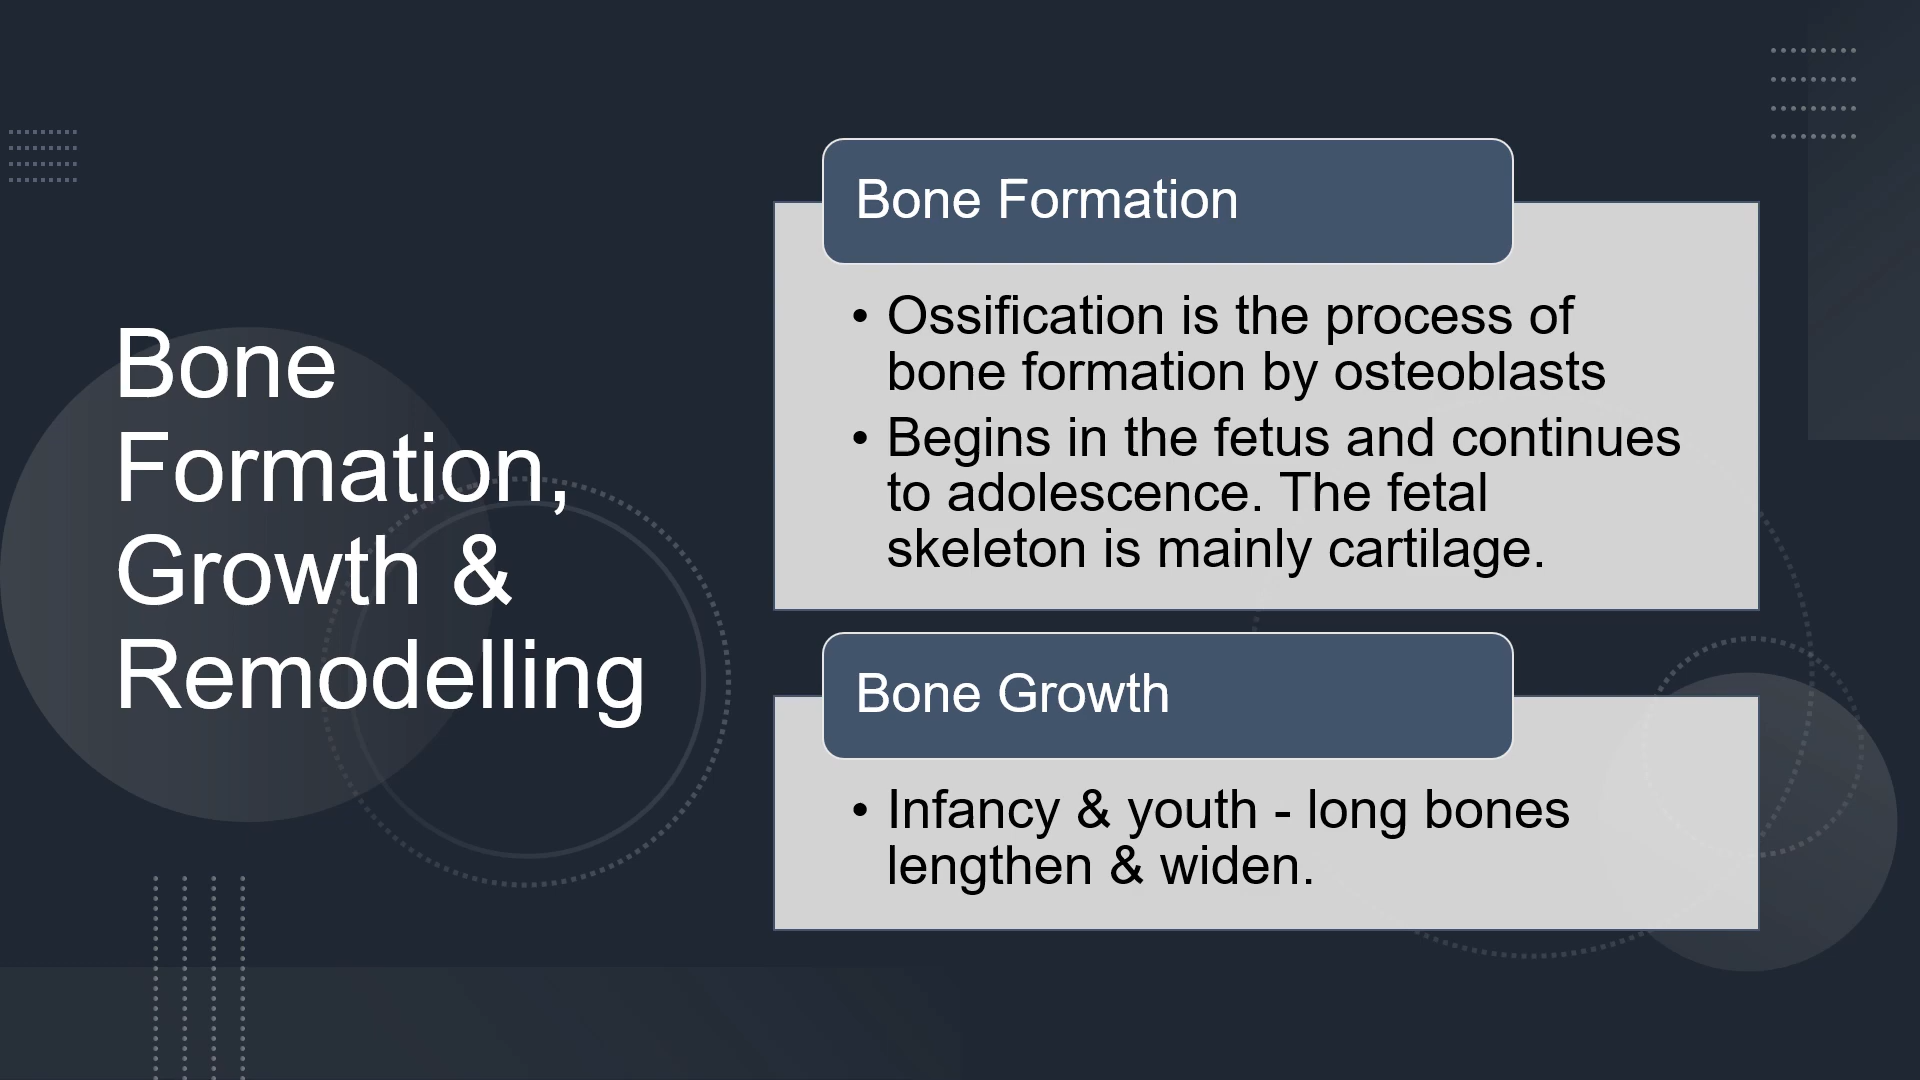 Bone
Formation,
Growth &
Remodelling
Bone Formation
• Ossification is the process of
bone formation by osteoblasts
• Begins in the fetus and continues
to adolescence. The fetal
skeleton is mainly cartilage.
Bone Growth
• Infancy & youth - long bones
lengthen & widen.